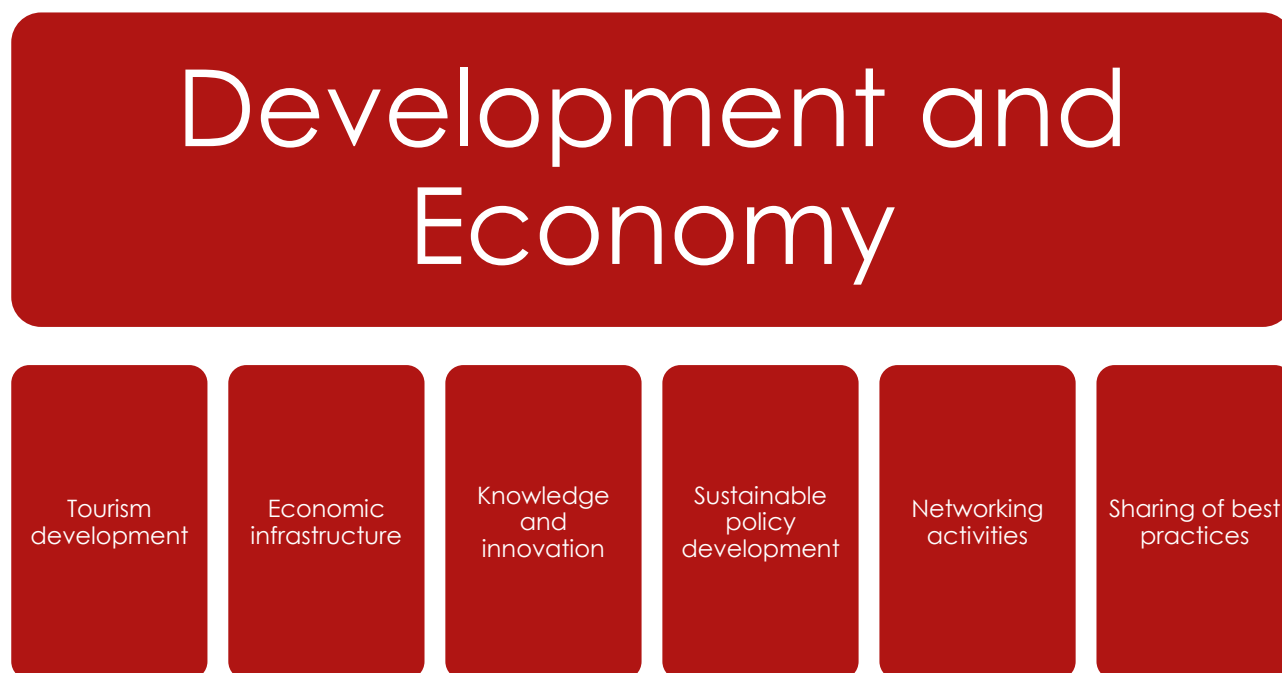 Development and
Economy
Tourism
development
Economic
infrastructure
Knowledge
and
innovation
Sustainable
policy
development
Networking
activities
Sharing of best
practices